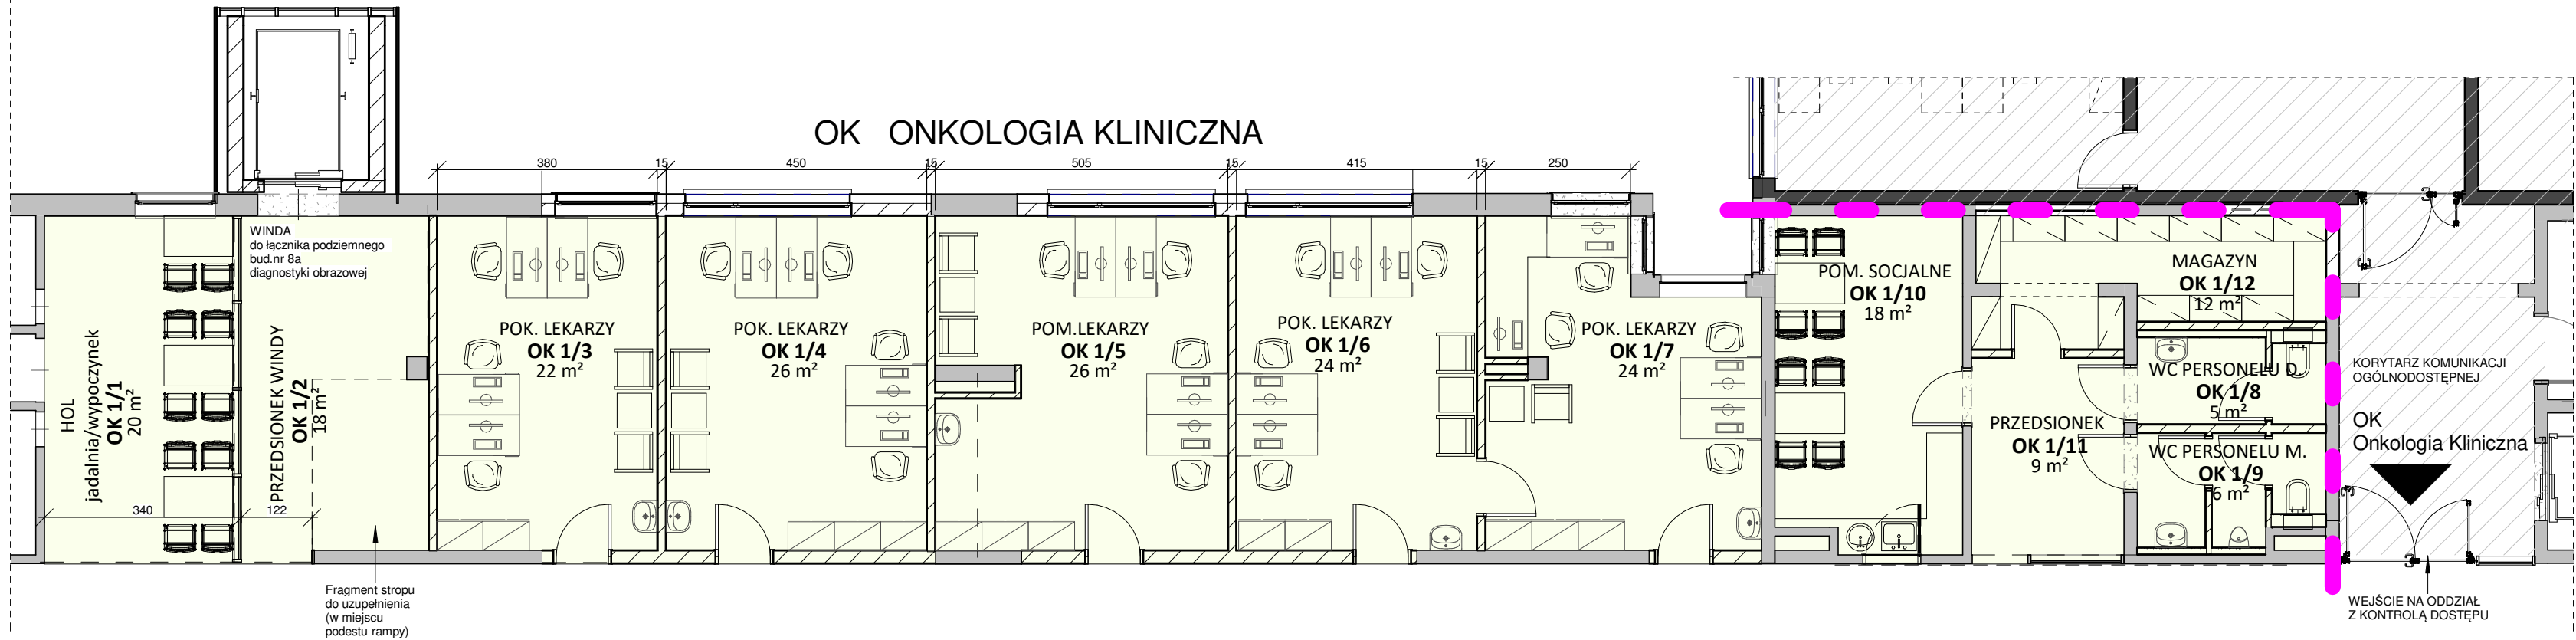 OK ONKOLOGIA KLINICZNA
380
15
450
15
505
15
415
15
250
WINDA
do łącznika podziemnego
bud.nr 8a
diagnostyki obrazowej
HOL
jadalnia/wypoczynek
OK 1/1
20 m²
340
PRZEDSIONEK WINDY
OK 1/2
18 m²
122
Fragment stropu
do uzupełnienia
(w miejscu
podestu rampy)
POK. LEKARZY
OK 1/3
22 m²
POK. LEKARZY
OK 1/4
26 m²
POM.LEKARZY
OK 1/5
26 m²
POK. LEKARZY
OK 1/6
24 m²
POK. LEKARZY
OK 1/7
24 m²
POM. SOCJALNE
OK 1/10
18 m²
PRZEDSIONEK
OK 1/11
9 m²
MAGAZYN
OK 1/12
12 m²
WC PERSONELU D.
OK 1/8
5 m²
WC PERSONELU M.
OK 1/9
6 m²
KORYTARZ KOMUNIKACJI
OGÓLNODOSTĘPNEJ
OK
Onkologia Kliniczna
WEJŚCIE NA ODDZIAŁ
Z KONTROLĄ DOSTĘPU